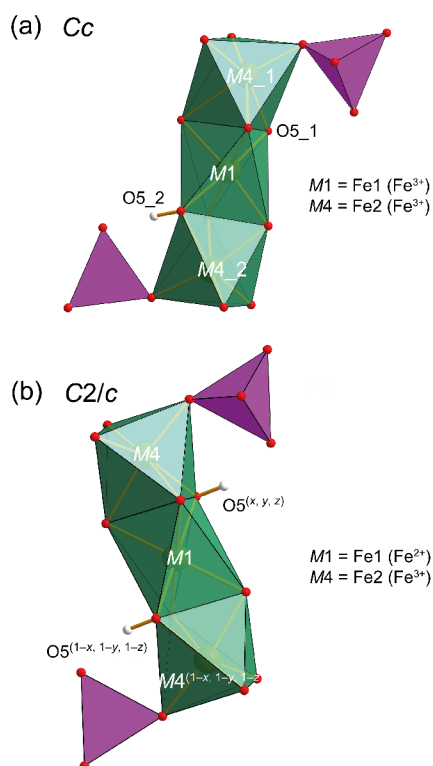 (a) Cc
M4_1
O5_1
M1
M1 = Fe1 (Fe³⁺)
M4 = Fe2 (Fe³⁺)
O5_2
M4_2
(b) C2/c
M4
O5⁽ˣ, ʸ, ᶻ⁾
M1
M1 = Fe1 (Fe²⁺)
M4 = Fe2 (Fe³⁺)
O5⁽¹⁻ˣ, ¹⁻ʸ, ¹⁻ᶻ⁾
M4⁽¹⁻ˣ, ¹⁻ʸ, ¹⁻ᶻ⁾